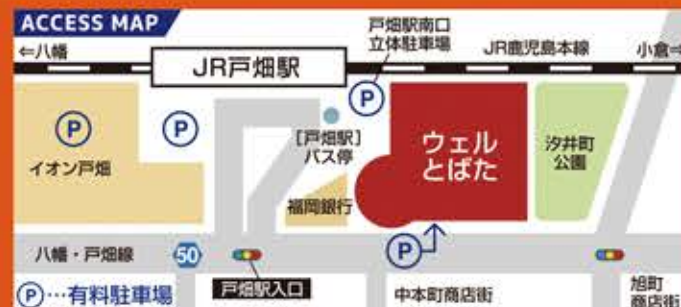 ACCESS MAP
⇐八幡
戸畑駅南口
立体駐車場
JR鹿児島本線
小倉⇒
JR戸畑駅
P
P
P
イオン戸畑
[戸畑駅]
バス停
福岡銀行
ウェル
とばた
汐井町
公園
八幡・戸畑線
50
P
P…有料駐車場
戸畑駅入口
中本町商店街
旭町
商店街